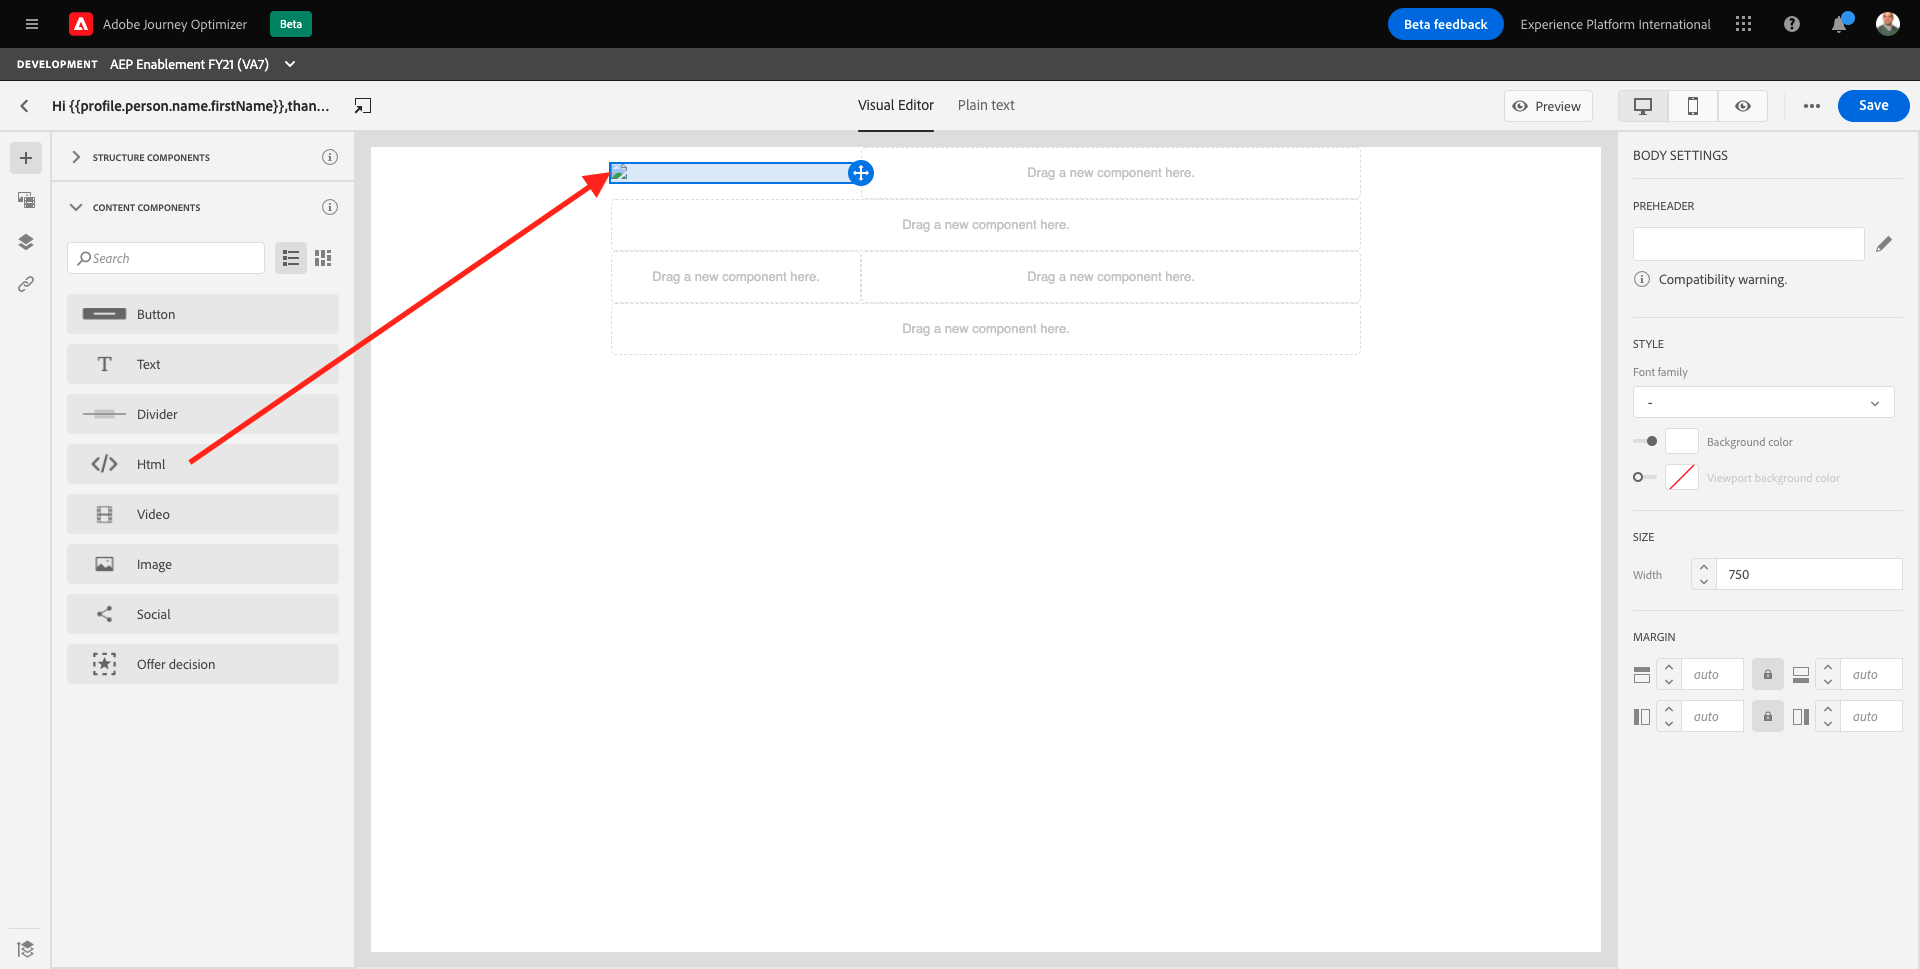 Adobe Journey Optimizer
Beta
Beta feedback
Experience Platform International
DEVELOPMENT
AEP Enablement FY21 (VA7)
Hi {{profile.person.name.firstName}},than...
Visual Editor
Plain text
Preview
Save
STRUCTURE COMPONENTS
CONTENT COMPONENTS
Search
Button
Text
Divider
Html
Video
Image
Social
Offer decision
Drag a new component here.
Drag a new component here.
Drag a new component here.
Drag a new component here.
Drag a new component here.
BODY SETTINGS
PREHEADER
Compatibility warning.
STYLE
Font family
-
Background color
Viewport background color
SIZE
Width
750
MARGIN
auto
auto
auto
auto